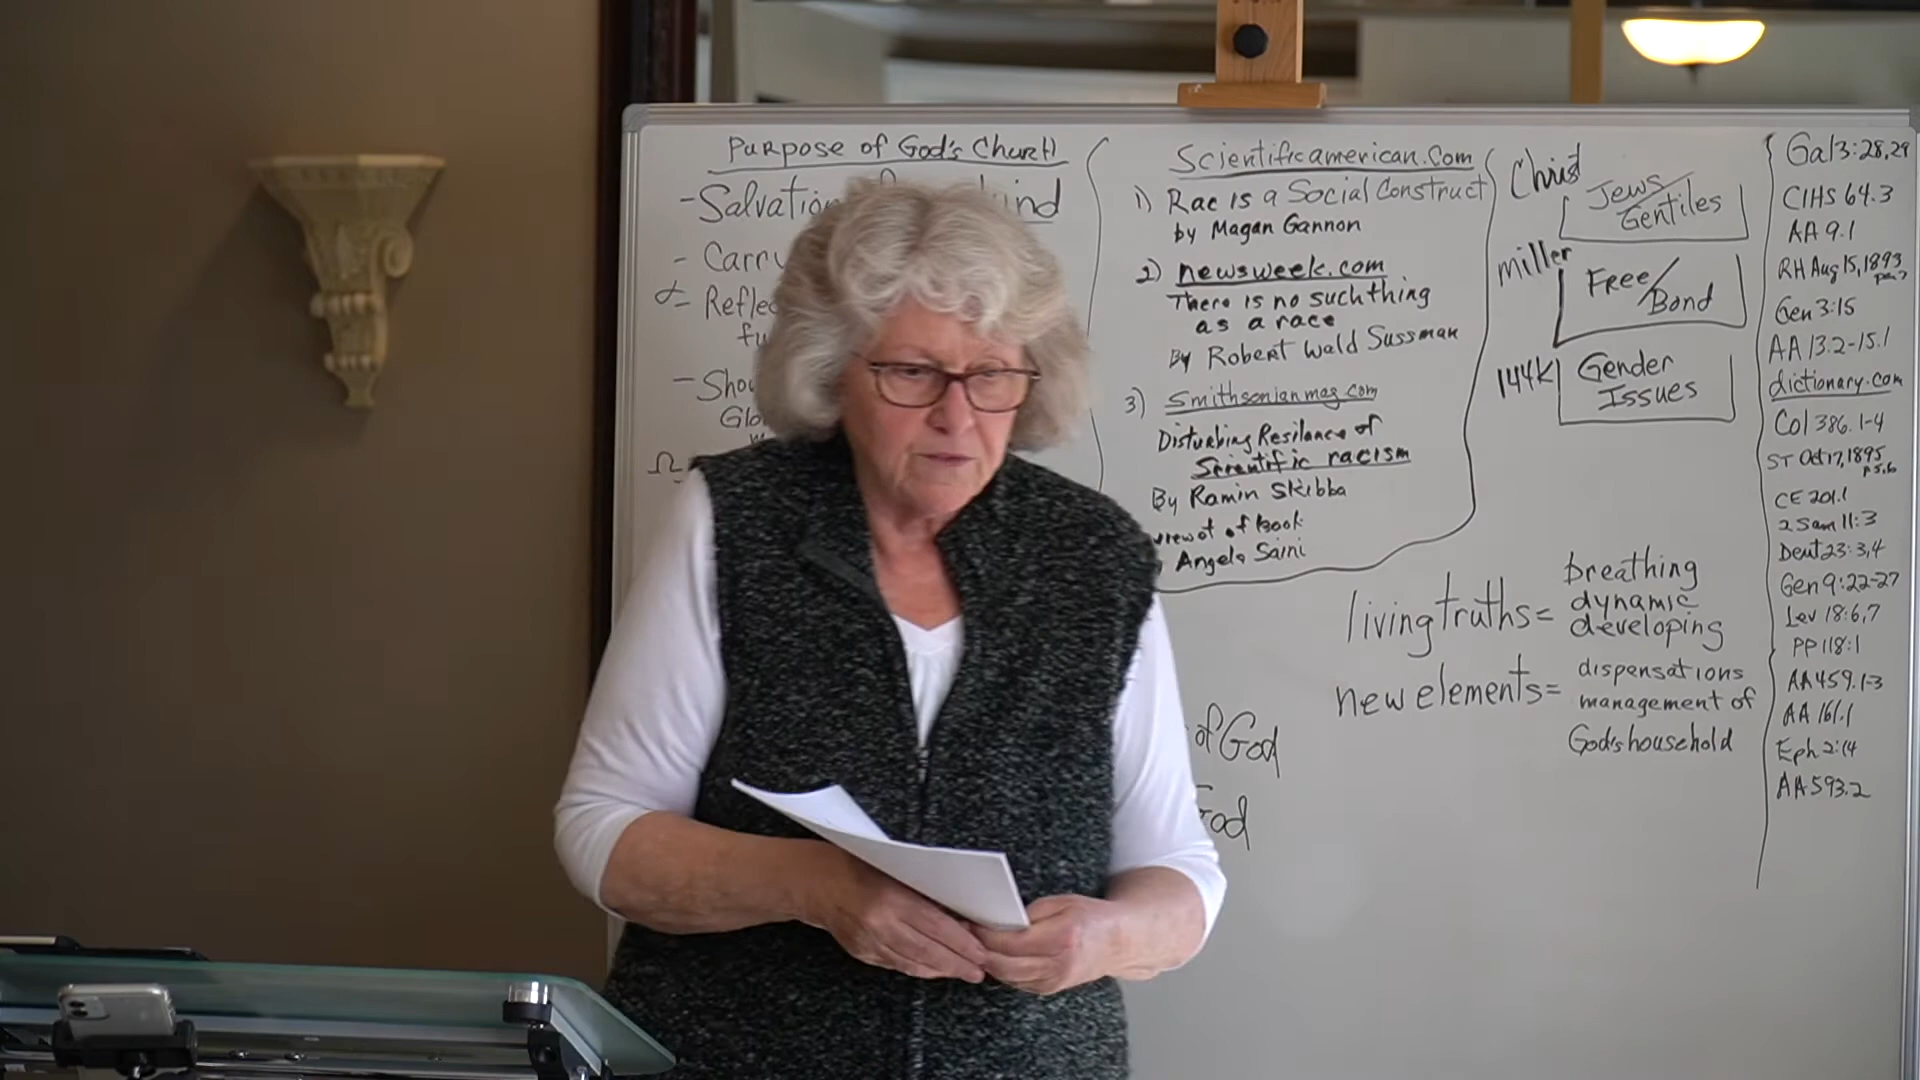 Purpose of God's Church
- Salvation
ind
- Carry
α= Reflec
fu
- Show
Glo
Ω
Scientificamerican.com
1) Rac is a Social Construct
by Magan Gannon
2) newsweek.com
There is no such thing
as a race
By Robert Wald Sussman
3) Smithsonianmag.com
Disturbing Resilance of
Scientific racism
By Ramin Skibba
of book
Angela Saini
of God
God
Christ
Jews/
Gentiles
miller
Free/
Bond
144K
Gender
Issues
living truths = breathing
dynamic
developing
new elements = dispensations
management of
God's household
Gal 3:28,29
CIHS 64.3
AA 9.1
RH Aug 15, 1893
Gen 3:15
AA 13.2-15.1
dictionary.com
Col 386.1-4
ST Oct 17, 1895
p 5,6
CE 201.1
2 Sam 11:3
Deut 23:3,4
Gen 9:22-27
Lev 18:6,7
PP 118:1
AA 459.1-3
AA 161.1
Eph 2:14
AA 593.2